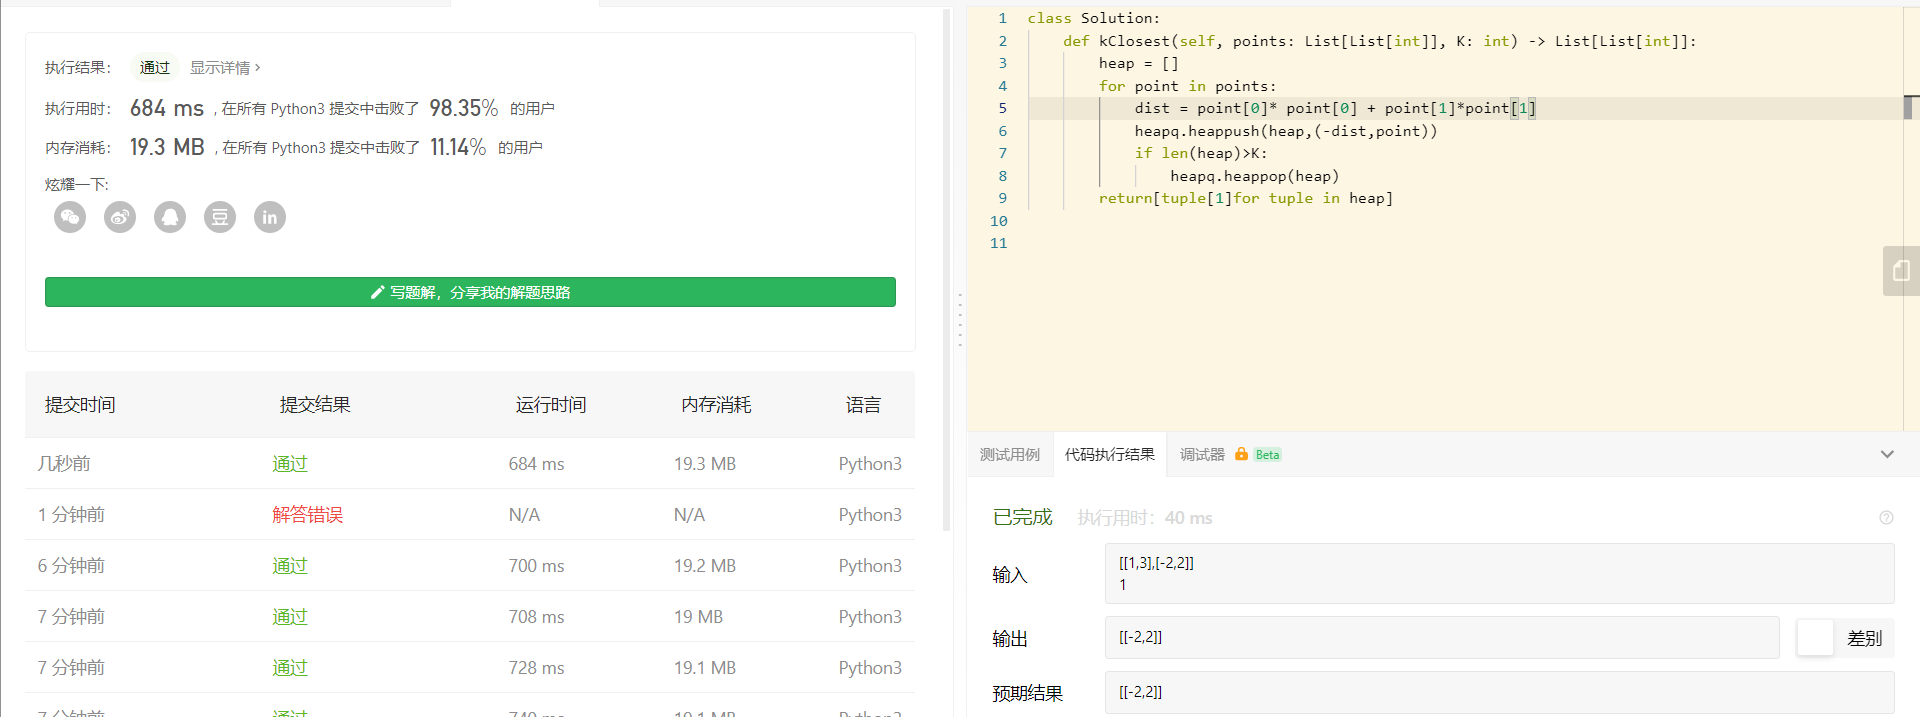 执行结果： 通过 显示详情 ›
执行用时： 684 ms , 在所有 Python3 提交中击败了 98.35% 的用户
内存消耗： 19.3 MB , 在所有 Python3 提交中击败了 11.14% 的用户
炫耀一下:
写题解，分享我的解题思路
提交时间 提交结果 运行时间 内存消耗 语言
几秒前 通过 684 ms 19.3 MB Python3
1 分钟前 解答错误 N/A N/A Python3
6 分钟前 通过 700 ms 19.2 MB Python3
7 分钟前 通过 708 ms 19 MB Python3
7 分钟前 通过 728 ms 19.1 MB Python3
7 分钟前 通过 740 ms 19.1 MB Python3
1 class Solution:
2     def kClosest(self, points: List[List[int]], K: int) -> List[List[int]]:
3         heap = []
4         for point in points:
5             dist = point[0]* point[0] + point[1]*point[1]
6             heapq.heappush(heap,(-dist,point))
7             if len(heap)>K:
8                 heapq.heappop(heap)
9         return[tuple[1]for tuple in heap]
10
11
测试用例 代码执行结果 调试器 Beta
已完成 执行用时：40 ms
输入 [[1,3],[-2,2]]
1
输出 [[-2,2]] 差别
预期结果 [[-2,2]]